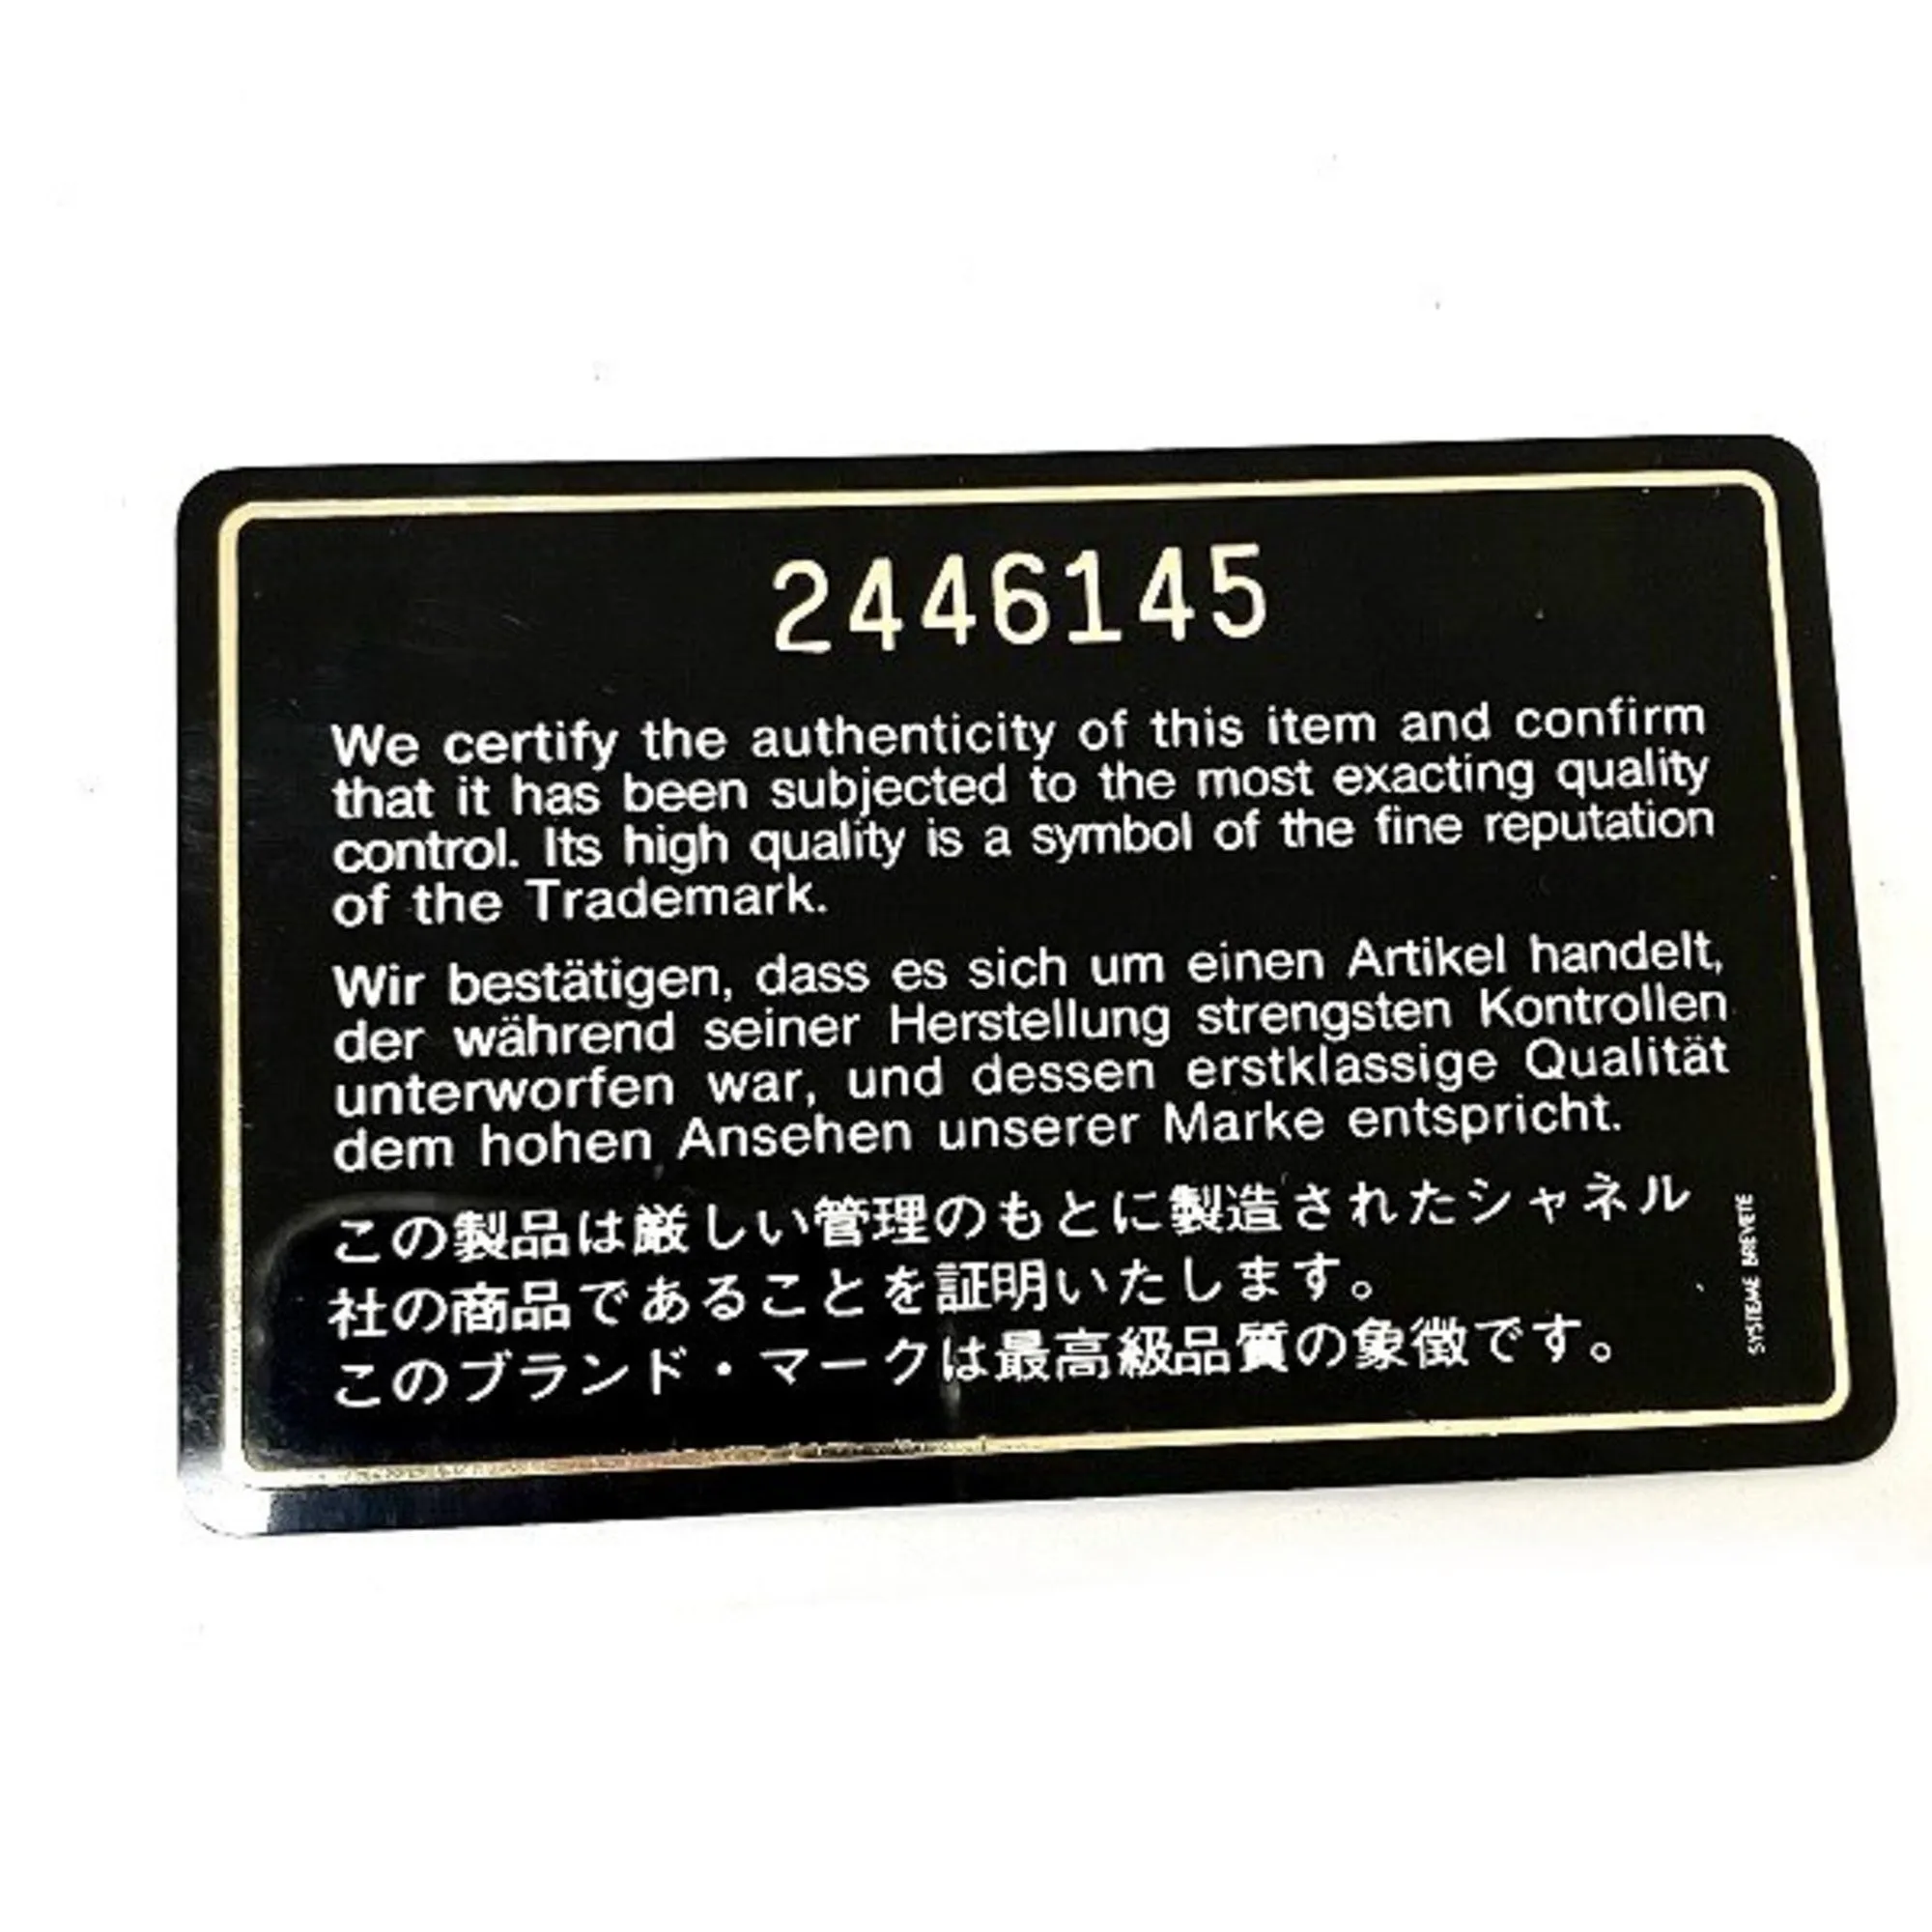 2446145
We certify the authenticity of this item and confirm
that it has been subjected to the most exacting quality
control. Its high quality is a symbol of the fine reputation
of the Trademark.
Wir bestätigen, dass es sich um einen Artikel handelt,
der während seiner Herstellung strengsten Kontrollen
unterworfen war, und dessen erstklassige Qualität
dem hohen Ansehen unserer Marke entspricht.
この製品は厳しい管理のもとに製造されたシャネル
社の商品であることを証明いたします。
このブランド・マークは最高級品質の象徴です。
SYSTEME BREVETE